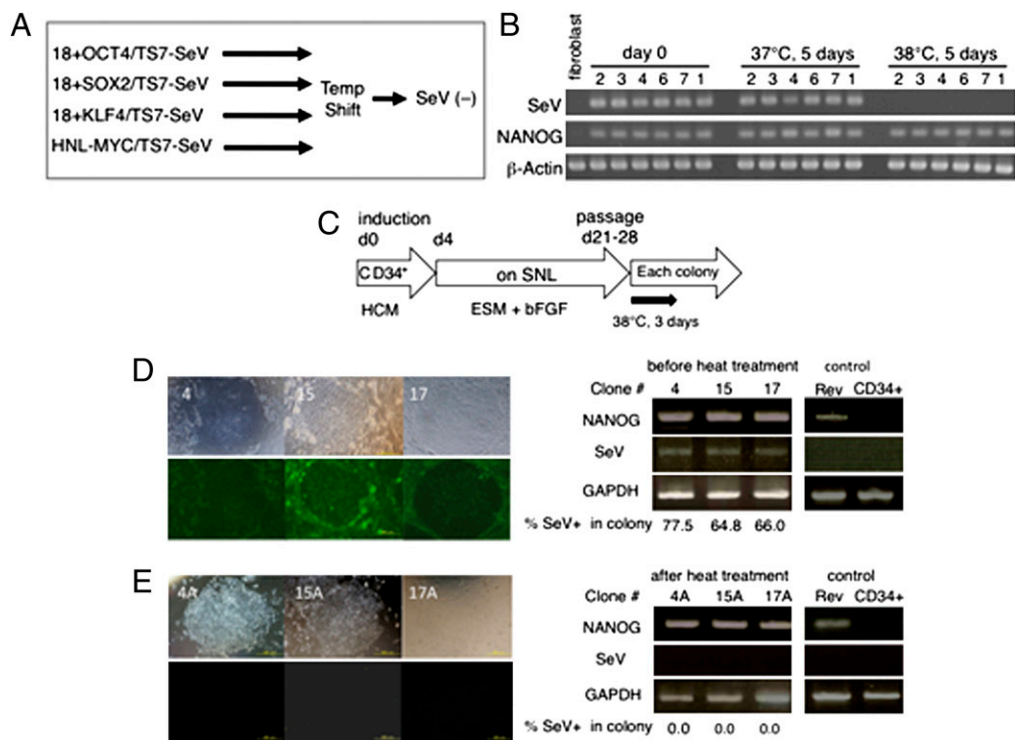 A
18+OCT4/TS7-SeV
18+SOX2/TS7-SeV
18+KLF4/TS7-SeV
HNL-MYC/TS7-SeV
Temp
Shift
SeV (−)
B
fibroblast
day 0
37°C, 5 days
38°C, 5 days
2 3 4 6 7 1
2 3 4 6 7 1
2 3 4 6 7 1
SeV
NANOG
β-Actin
C
induction
d0
d4
passage
d21-28
CD34+
on SNL
Each colony
HCM
ESM + bFGF
38°C, 3 days
D
4
15
17
before heat treatment
control
Clone # 4 15 17
Rev CD34+
NANOG
SeV
GAPDH
% SeV+ in colony 77.5 64.8 66.0
E
4A
15A
17A
after heat treatment
control
Clone # 4A 15A 17A
Rev CD34+
NANOG
SeV
GAPDH
% SeV+ in colony 0.0 0.0 0.0